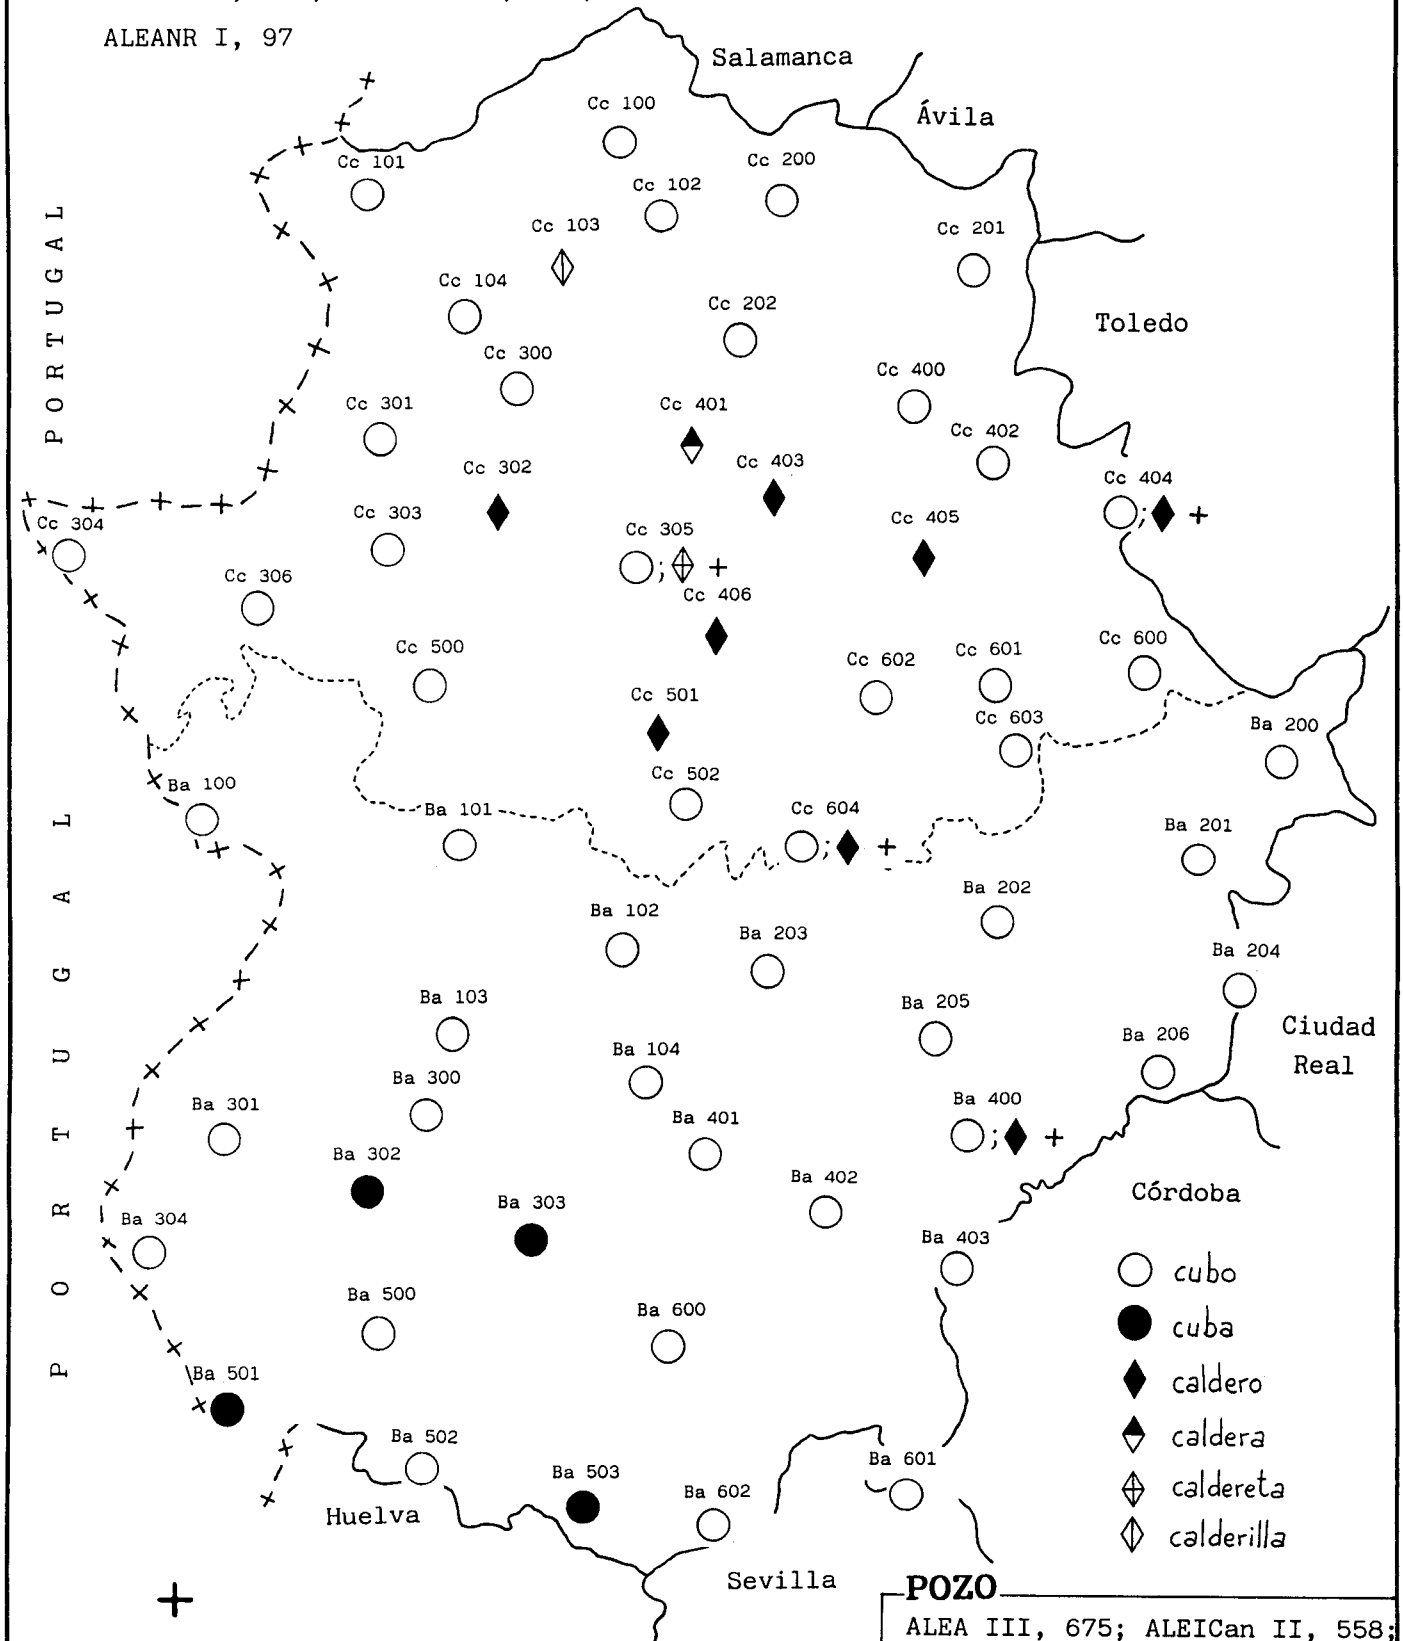 ALEANR I, 97
Salamanca
Ávila
Cc 100
Cc 101
Cc 200
Cc 102
Cc 103
Cc 201
Cc 104
Cc 202
Toledo
Cc 300
Cc 400
Cc 301
Cc 401
Cc 402
Cc 403
Cc 302
Cc 404
; +
Cc 303
Cc 405
Cc 304
Cc 305
; +
Cc 306
Cc 406
Cc 500
Cc 602
Cc 601
Cc 600
Cc 501
Cc 603
Ba 200
Cc 502
Ba 100
Ba 101
Cc 604
; +
Ba 201
Ba 202
Ba 102
Ba 203
Ba 204
Ba 103
Ba 205
Ciudad
Real
Ba 206
Ba 104
Ba 300
Ba 301
Ba 401
Ba 400
; +
Ba 302
Ba 402
Córdoba
Ba 303
Ba 304
Ba 403
Ba 500
Ba 600
Ba 501
Ba 502
Ba 503
Ba 601
Ba 602
Huelva
Sevilla
PORTUGAL
PORTUGAL
cubo
cuba
caldero
caldera
caldereta
calderilla
+
POZO
ALEA III, 675; ALEICan II, 558;